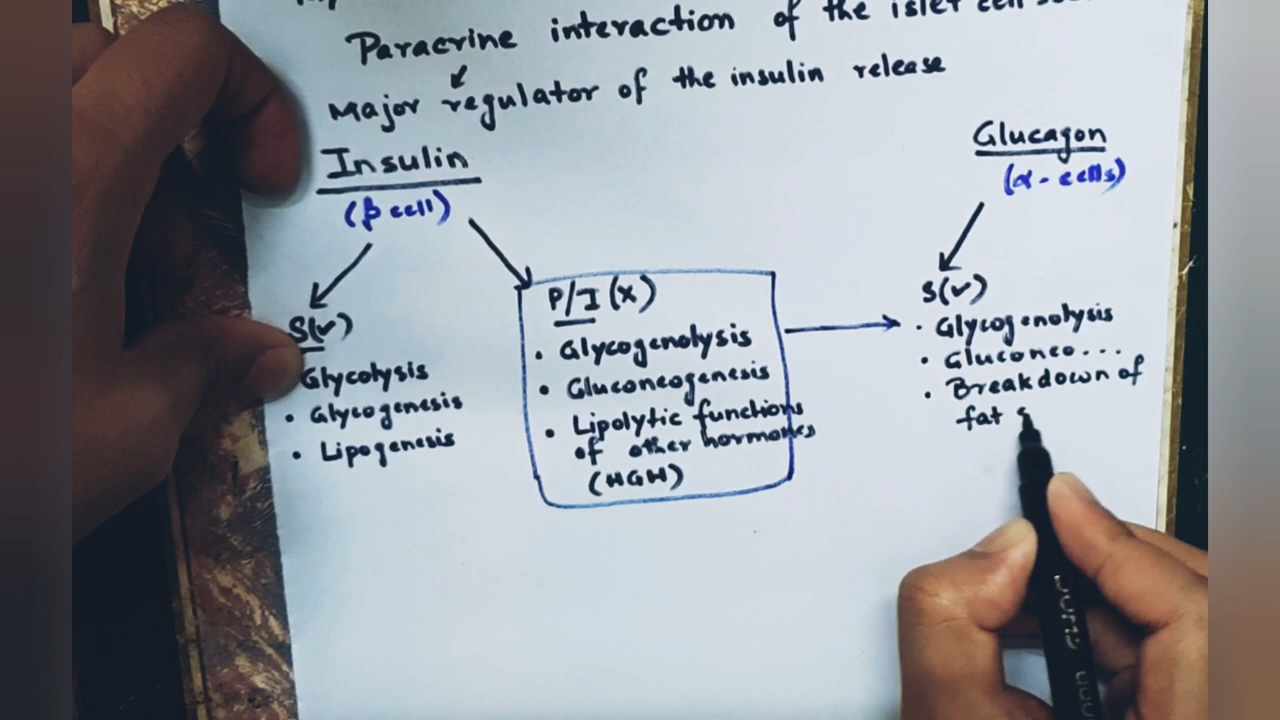 Paracrine interaction of the islet cell
Major regulator of the insulin release
Insulin
(β cell)
S(✓)
Glycolysis
• Glycogenesis
• Lipogenesis
P/I (X)
• Glycogenolysis
• Gluconeogenesis
• Lipolytic functions
of other hormones
(HGH)
Glucagon
(α - cells)
S(✓)
• Glycogenolysis
• Gluconeo...
• Breakdown of
fat